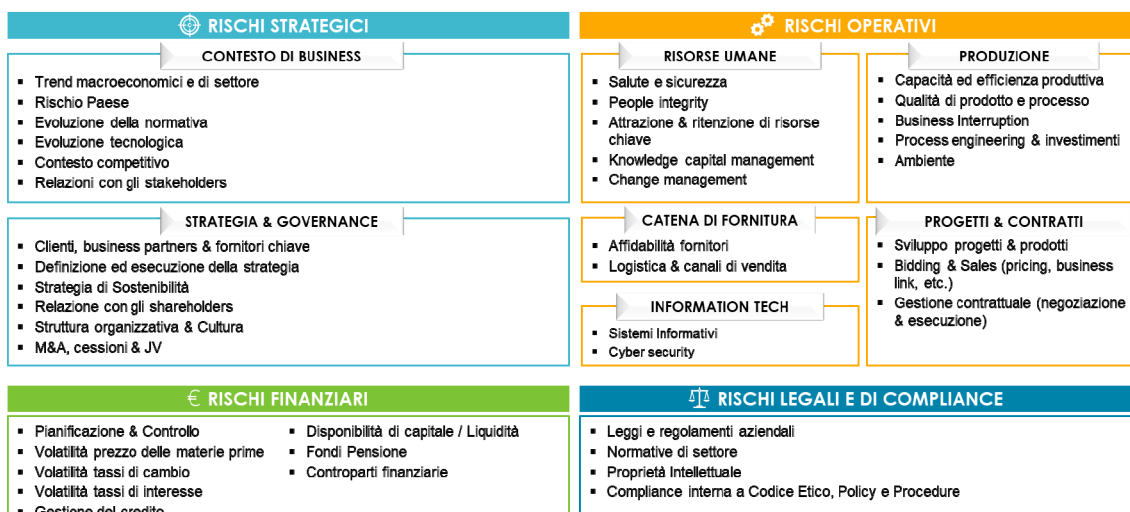 RISCHI STRATEGICI
CONTESTO DI BUSINESS
▪ Trend macroeconomici e di settore
▪ Rischio Paese
▪ Evoluzione della normativa
▪ Evoluzione tecnologica
▪ Contesto competitivo
▪ Relazioni con gli stakeholders
STRATEGIA & GOVERNANCE
▪ Clienti, business partners & fornitori chiave
▪ Definizione ed esecuzione della strategia
▪ Strategia di Sostenibilità
▪ Relazione con gli shareholders
▪ Struttura organizzativa & Cultura
▪ M&A, cessioni & JV
RISCHI OPERATIVI
RISORSE UMANE
▪ Salute e sicurezza
▪ People integrity
▪ Attrazione & ritenzione di risorse
chiave
▪ Knowledge capital management
▪ Change management
PRODUZIONE
▪ Capacità ed efficienza produttiva
▪ Qualità di prodotto e processo
▪ Business Interruption
▪ Process engineering & investimenti
▪ Ambiente
CATENA DI FORNITURA
▪ Affidabilità fornitori
▪ Logistica & canali di vendita
INFORMATION TECH
▪ Sistemi Informativi
▪ Cyber security
PROGETTI & CONTRATTI
▪ Sviluppo progetti & prodotti
▪ Bidding & Sales (pricing, business
link, etc.)
▪ Gestione contrattuale (negoziazione
& esecuzione)
€ RISCHI FINANZIARI
▪ Pianificazione & Controllo
▪ Volatilità prezzo delle materie prime
▪ Volatilità tassi di cambio
▪ Volatilità tassi di interesse
▪ Gestione del credito
▪ Disponibilità di capitale / Liquidità
▪ Fondi Pensione
▪ Controparti finanziarie
RISCHI LEGALI E DI COMPLIANCE
▪ Leggi e regolamenti aziendali
▪ Normative di settore
▪ Proprietà Intellettuale
▪ Compliance interna a Codice Etico, Policy e Procedure